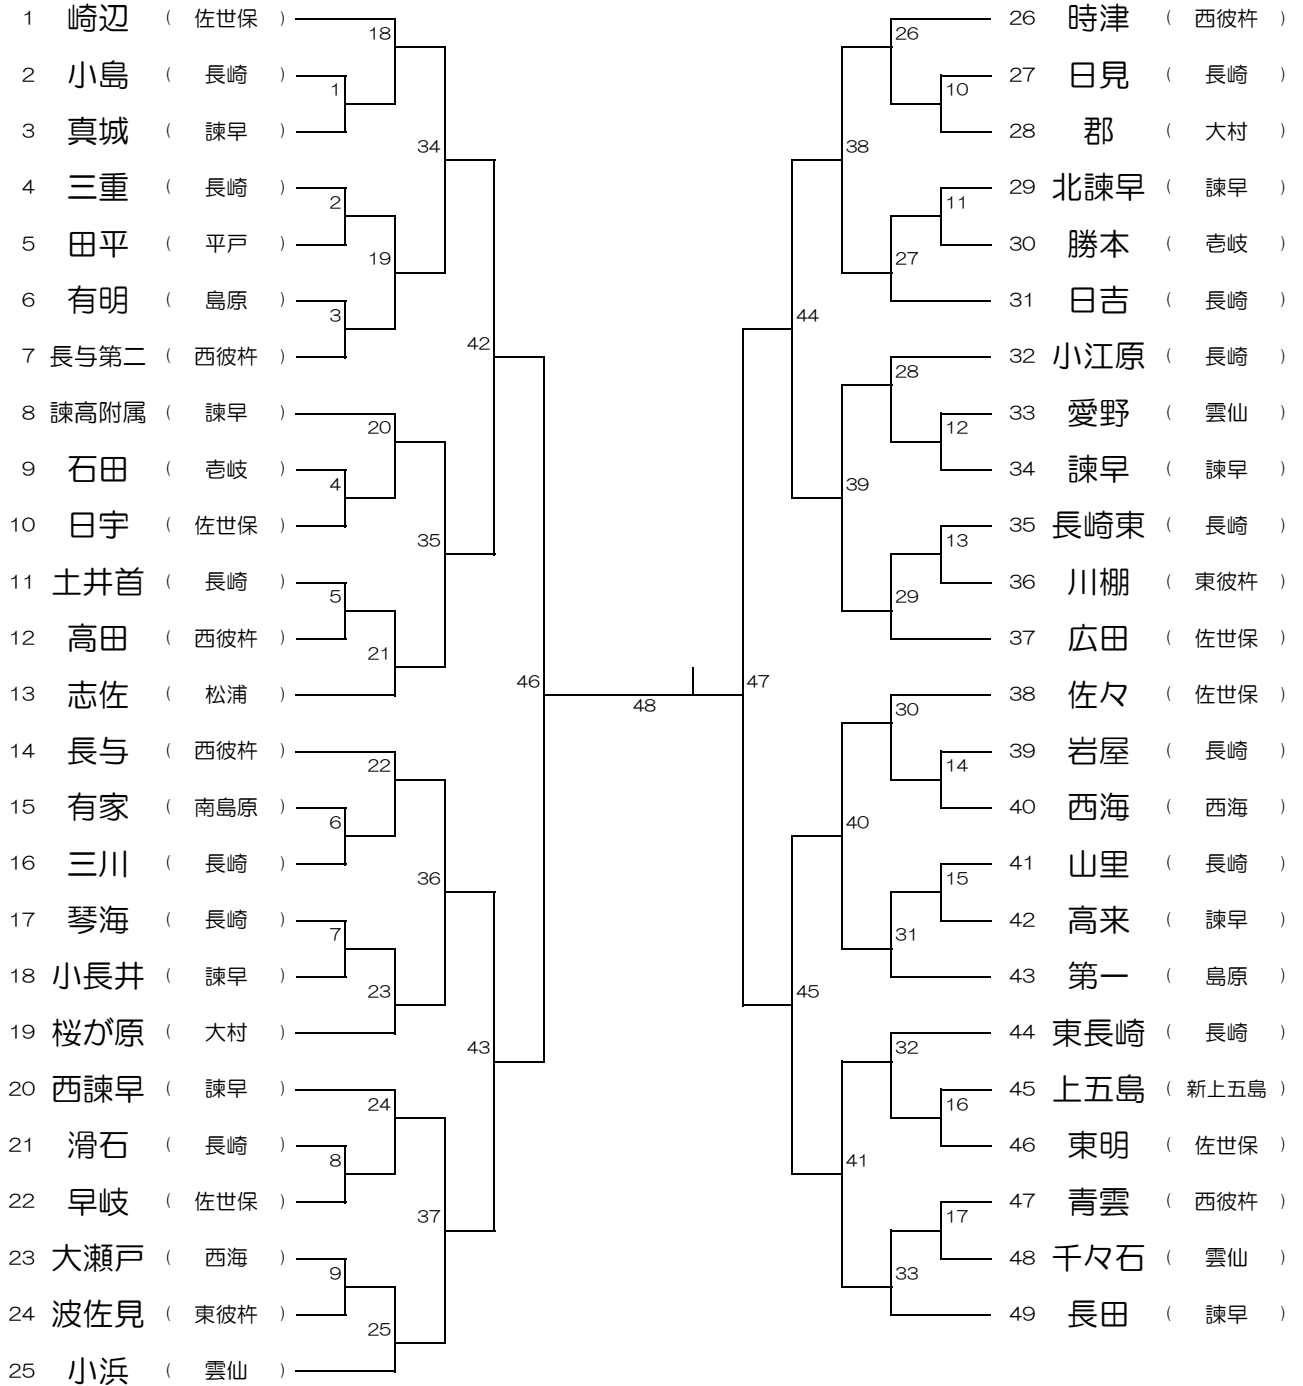 1 崎辺 （ 佐世保 ）
2 小島 （ 長崎 ）
3 真城 （ 諫早 ）
4 三重 （ 長崎 ）
5 田平 （ 平戸 ）
6 有明 （ 島原 ）
7 長与第二 （ 西彼杵 ）
8 諫高附属 （ 諫早 ）
9 石田 （ 壱岐 ）
10 日宇 （ 佐世保 ）
11 土井首 （ 長崎 ）
12 高田 （ 西彼杵 ）
13 志佐 （ 松浦 ）
14 長与 （ 西彼杵 ）
15 有家 （ 南島原 ）
16 三川 （ 長崎 ）
17 琴海 （ 長崎 ）
18 小長井 （ 諫早 ）
19 桜が原 （ 大村 ）
20 西諫早 （ 諫早 ）
21 滑石 （ 長崎 ）
22 早岐 （ 佐世保 ）
23 大瀬戸 （ 西海 ）
24 波佐見 （ 東彼杵 ）
25 小浜 （ 雲仙 ）
1
2
3
4
5
6
7
8
9
18
19
20
21
22
23
24
25
34
35
36
37
42
43
46
48
47
44
45
38
39
40
41
26
27
28
29
30
31
32
33
10
11
12
13
14
15
16
17
26 時津 （ 西彼杵 ）
27 日見 （ 長崎 ）
28 郡 （ 大村 ）
29 北諫早 （ 諫早 ）
30 勝本 （ 壱岐 ）
31 日吉 （ 長崎 ）
32 小江原 （ 長崎 ）
33 愛野 （ 雲仙 ）
34 諫早 （ 諫早 ）
35 長崎東 （ 長崎 ）
36 川棚 （ 東彼杵 ）
37 広田 （ 佐世保 ）
38 佐々 （ 佐世保 ）
39 岩屋 （ 長崎 ）
40 西海 （ 西海 ）
41 山里 （ 長崎 ）
42 高来 （ 諫早 ）
43 第一 （ 島原 ）
44 東長崎 （ 長崎 ）
45 上五島 （ 新上五島 ）
46 東明 （ 佐世保 ）
47 青雲 （ 西彼杵 ）
48 千々石 （ 雲仙 ）
49 長田 （ 諫早 ）